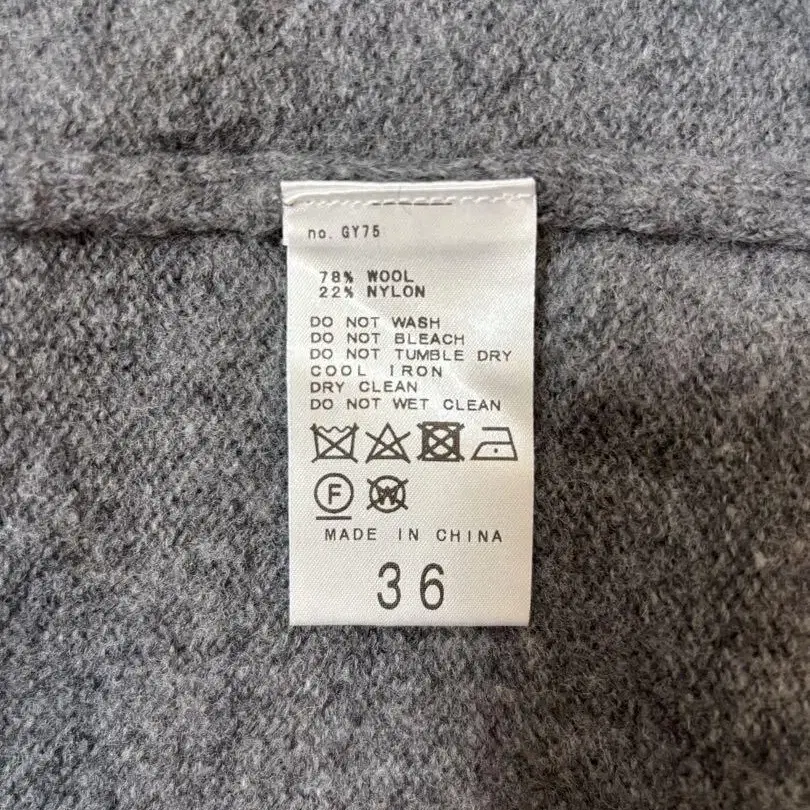 no. GY75
78% WOOL
22% NYLON
DO NOT WASH
DO NOT BLEACH
DO NOT TUMBLE DRY
COOL IRON
DRY CLEAN
DO NOT WET CLEAN
F W
MADE IN CHINA
36